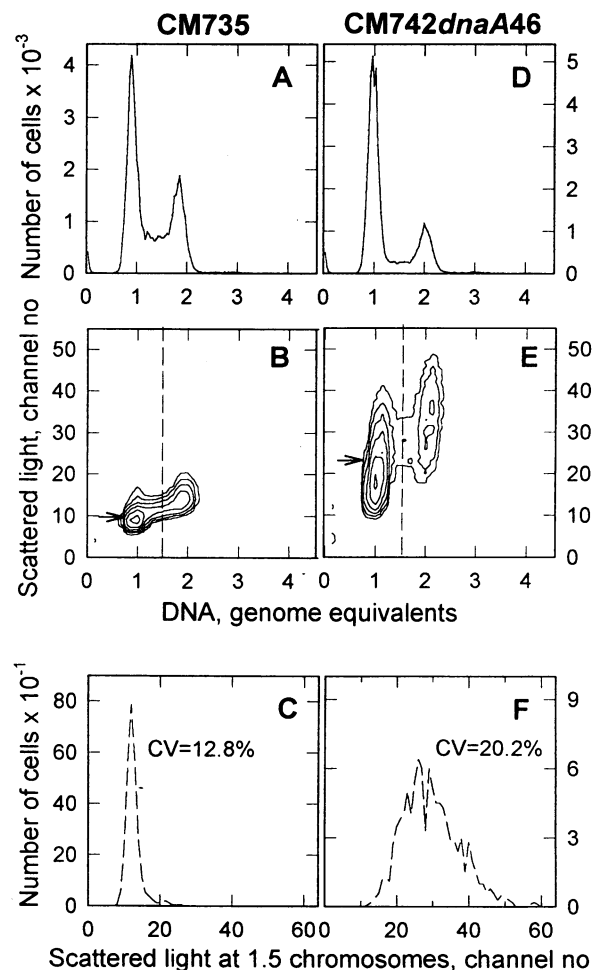 CM735 CM742dnaA46
Number of cells x 10⁻³
A
D
4
3
2
1
0
5
4
3
2
1
0
0 1 2 3 4 0 1 2 3 4
Scattered light, channel no
B
E
50
40
30
20
10
0
50
40
30
20
10
0
0 1 2 3 4 0 1 2 3 4
DNA, genome equivalents
Number of cells x 10⁻¹
C
F
CV=12.8%
CV=20.2%
80
60
40
20
0
9
6
3
0
0 20 40 60 0 20 40 60
Scattered light at 1.5 chromosomes, channel no